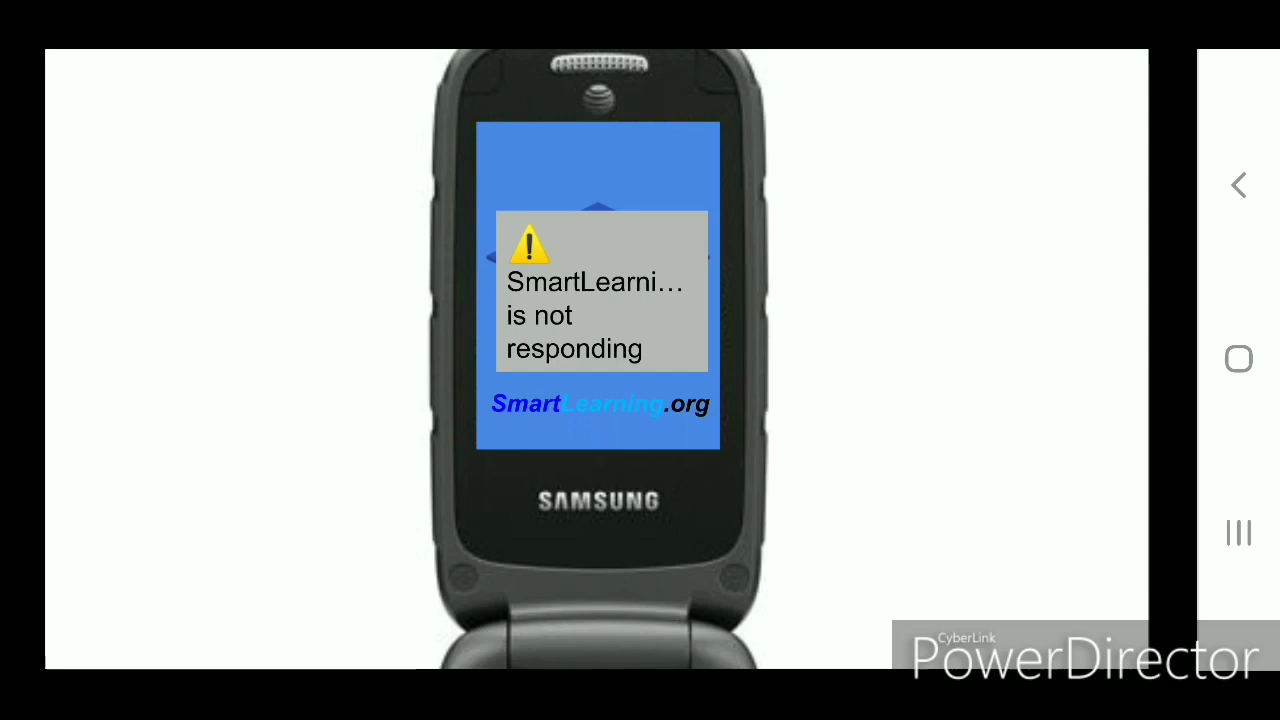 ⚠️
SmartLearni…
is not
responding
SmartLearning.org
SAMSUNG
CyberLink
PowerDirector